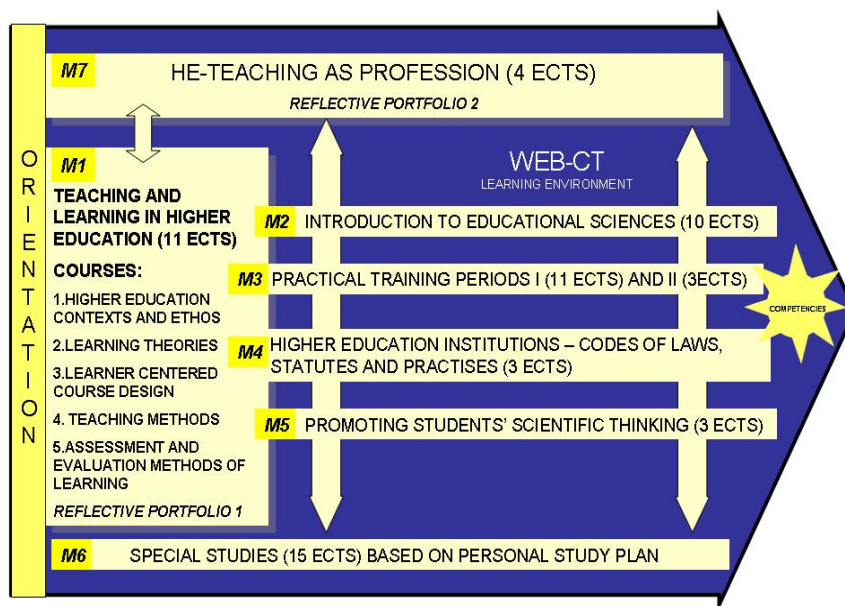 ORIENTATION
M7
HE-TEACHING AS PROFESSION (4 ECTS)
REFLECTIVE PORTFOLIO 2
M1
TEACHING AND
LEARNING IN HIGHER
EDUCATION (11 ECTS)
COURSES:
1.HIGHER EDUCATION
CONTEXTS AND ETHOS
2.LEARNING THEORIES
3.LEARNER CENTERED
COURSE DESIGN
4. TEACHING METHODS
5.ASSESSMENT AND
EVALUATION METHODS OF
LEARNING
REFLECTIVE PORTFOLIO 1
WEB-CT
LEARNING ENVIRONMENT
M2 INTRODUCTION TO EDUCATIONAL SCIENCES (10 ECTS)
M3 PRACTICAL TRAINING PERIODS I (11 ECTS) AND II (3ECTS)
M4 HIGHER EDUCATION INSTITUTIONS – CODES OF LAWS,
STATUTES AND PRACTISES (3 ECTS)
M5 PROMOTING STUDENTS' SCIENTIFIC THINKING (3 ECTS)
COMPETENCIES
M6 SPECIAL STUDIES (15 ECTS) BASED ON PERSONAL STUDY PLAN